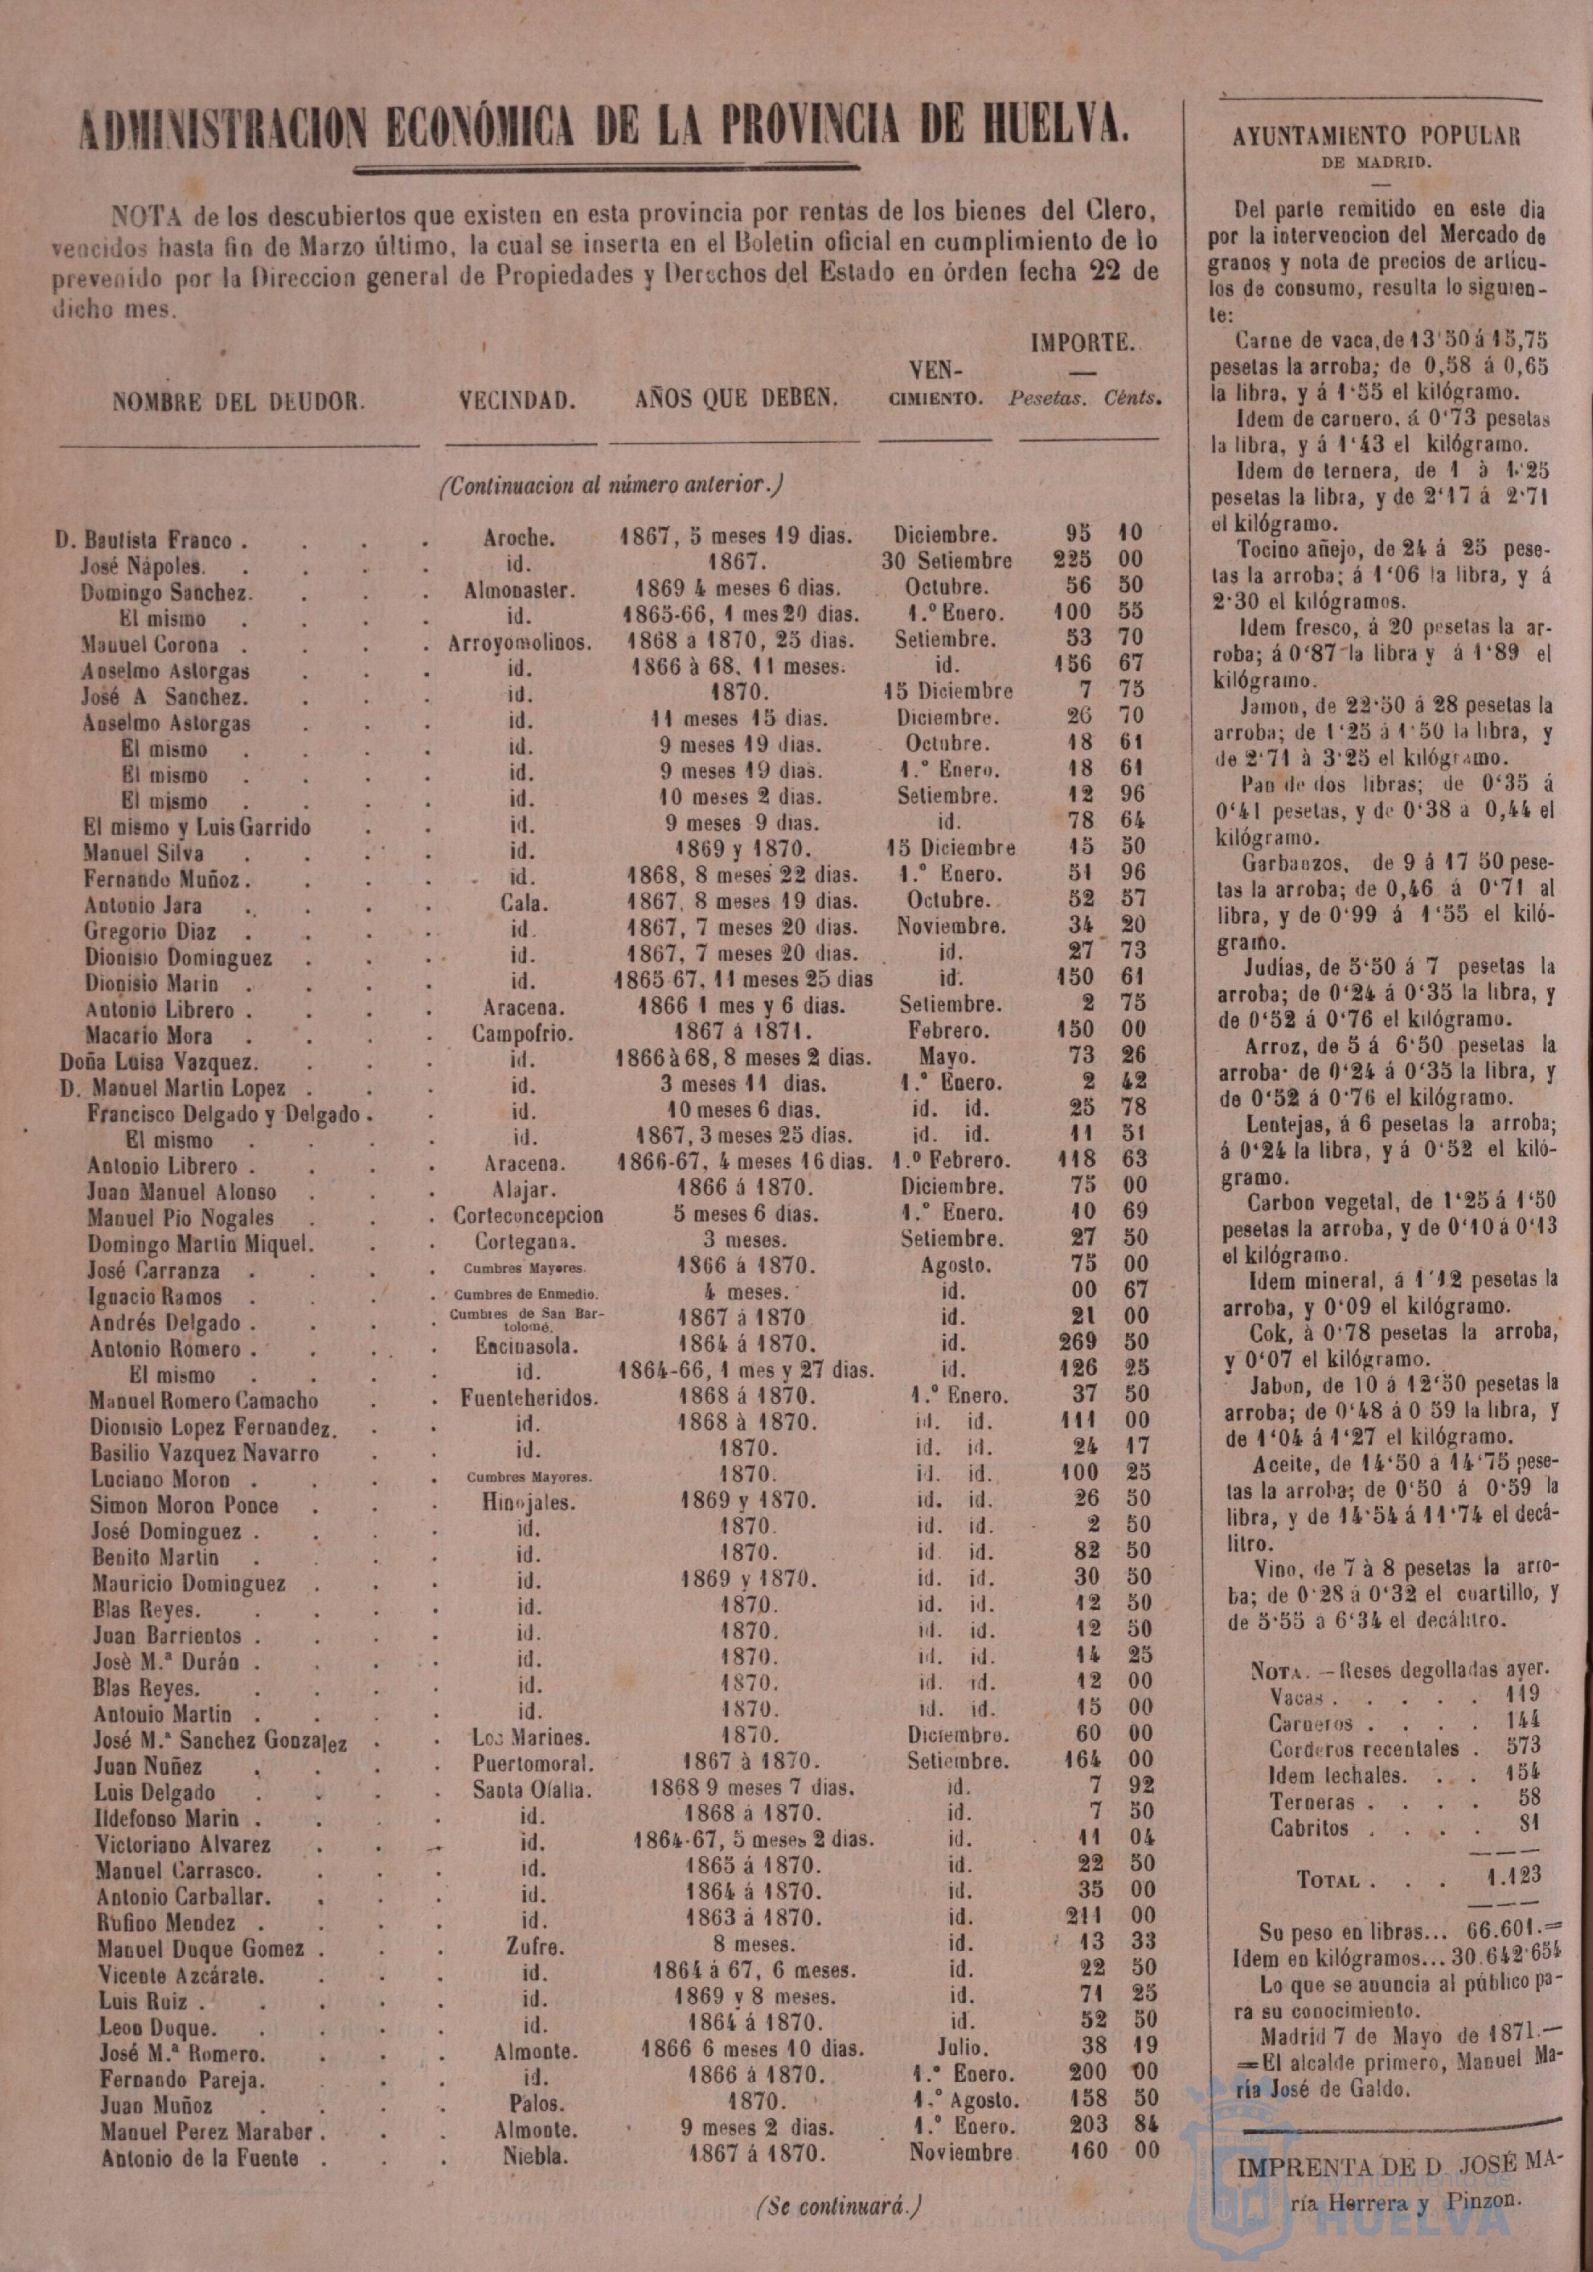 ADMINISTRACION ECONÓMICA DE LA PROVINCIA DE HUELVA.
NOTA de los descubiertos que existen en esta provincia por rentas de los bienes del Clero,
vencidos hasta fin de Marzo último, la cual se inserta en el Boletin oficial en cumplimiento de lo
prevenido por la Direccion general de Propiedades y Derechos del Estado en órden fecha 22 de
dicho mes.
IMPORTE.
VEN-
NOMBRE DEL DEUDOR. VECINDAD. AÑOS QUE DEBEN. CIMIENTO. Pesetas. Cénts.
(Continuacion al número anterior.)
D. Bautista Franco . . . . Aroche. 1867, 5 meses 19 dias. Diciembre. 95 10
José Nápoles. . . . . id. 1867. 30 Setiembre 225 00
Domingo Sanchez. . . . Almonaster. 1869 4 meses 6 dias. Octubre. 56 50
El mismo . . . . id. 1865-66, 1 mes 29 dias. 1.º Enero. 100 55
Manuel Corona . . . . Arroyomolinos. 1868 a 1870, 25 dias. Setiembre. 53 70
Anselmo Astorgas . . . id. 1866 à 68. 11 meses. id. 156 67
José A Sanchez. . . . id. 1870. 15 Diciembre 7 75
Anselmo Astorgas . . . id. 11 meses 15 dias. Diciembre. 26 70
El mismo . . . . id. 9 meses 19 dias. Octubre. 18 61
El mismo . . . . id. 9 meses 19 dias. 1.º Enero. 18 61
El mismo . . . . id. 10 meses 2 dias. Setiembre. 12 96
El mismo y Luis Garrido . . id. 9 meses 9 dias. id. 78 64
Manuel Silva . . . . id. 1869 y 1870. 15 Diciembre 15 50
Fernando Muñoz . . . . id. 1868, 8 meses 22 dias. 1.º Enero. 51 96
Antonio Jara . . . . Cala. 1867, 8 meses 19 dias. Octubre. 52 57
Gregorio Diaz . . . . id. 1867, 7 meses 20 dias. Noviembre. 34 20
Dionisio Dominguez . . . id. 1867, 7 meses 20 dias. id. 27 73
Dionisio Marin . . . . id. 1865 67, 11 meses 25 dias id. 150 61
Antonio Librero . . . . Aracena. 1866 1 mes y 6 dias. Setiembre. 2 75
Macario Mora . . . . Campofrio. 1867 á 1871. Febrero. 150 00
Doña Luisa Vazquez. . . . id. 1866 à 68, 8 meses 2 dias. Mayo. 73 26
D. Manuel Martin Lopez . . . id. 3 meses 11 dias. 1.º Enero. 2 42
Francisco Delgado y Delgado . . id. 10 meses 6 dias. id. id. 25 78
El mismo . . . . id. 1867, 3 meses 25 dias. id. id. 11 51
Antonio Librero . . . . Aracena. 1866-67, 4 meses 16 dias. 1.º Febrero. 118 63
Juan Manuel Alonso . . . Alajar. 1866 á 1870. Diciembre. 75 00
Manuel Pio Nogales . . . Corteconcepcion 5 meses 6 dias. 1.º Enero. 10 69
Domingo Martin Miquel. . . Cortegana. 3 meses. Setiembre. 27 50
José Carranza . . . . Cumbres Mayores. 1866 á 1870. Agosto. 75 00
Ignacio Ramos . . . . Cumbres de Enmedio. 4 meses. id. 00 67
Andrés Delgado . . . . Cumbres de San Bar-
tolomé. 1867 á 1870 id. 21 00
Antonio Romero . . . . Encinasola. 1864 á 1870. id. 269 50
El mismo . . . . id. 1864-66, 1 mes y 27 dias. id. 126 25
Manuel Romero Camacho . . Fuenteheridos. 1868 á 1870. 1.º Enero. 37 50
Dionisio Lopez Fernandez. . . id. 1868 à 1870. id. id. 111 00
Basilio Vazquez Navarro . . id. 1870. id. id. 24 17
Luciano Moron . . . . Cumbres Mayores. 1870. id. id. 100 25
Simon Moron Ponce . . . Hinojales. 1869 y 1870. id. id. 26 50
José Dominguez . . . . id. 1870. id. id. 2 50
Benito Martin . . . . id. 1870. id. id. 82 50
Mauricio Dominguez . . . id. 1869 y 1870. id. id. 30 50
Blas Reyes. . . . . id. 1870. id. id. 12 50
Juan Barrientos . . . . id. 1870. id. id. 12 50
Josè M.ª Durán . . . . id. 1870. id. id. 14 25
Blas Reyes. . . . . id. 1870. id. id. 12 00
Antonio Martin . . . . id. 1870. id. id. 15 00
José M.ª Sanchez Gonzalez . . Los Marines. 1870. Diciembre. 60 00
Juan Nuñez . . . . Puertomoral. 1867 à 1870. Setiembre. 164 00
Luis Delgado . . . . Santa Olalla. 1868 9 meses 7 dias. id. 7 92
Ildefonso Marin . . . . id. 1868 á 1870. id. 7 50
Victoriano Alvarez . . . id. 1864-67, 5 meses 2 dias. id. 11 04
Manuel Carrasco. . . . id. 1865 á 1870. id. 22 50
Antonio Carballar. . . . id. 1864 á 1870. id. 35 00
Rufino Mendez . . . . id. 1863 á 1870. id. 211 00
Manuel Duque Gomez . . . Zufre. 8 meses. id. 13 33
Vicente Azcárate. . . . id. 1864 á 67, 6 meses. id. 22 50
Luis Ruiz . . . . . id. 1869 y 8 meses. id. 71 25
Leon Duque. . . . . id. 1864 á 1870. id. 52 50
José M.ª Romero. . . . Almonte. 1866 6 meses 10 dias. Julio. 38 19
Fernando Pareja. . . . id. 1866 á 1870. 1.º Enero. 200 00
Juan Muñoz . . . . Palos. 1870. 1.º Agosto. 158 50
Manuel Perez Maraber . . . Almonte. 9 meses 2 dias. 1.º Enero. 203 84
Antonio de la Fuente . . . Niebla. 1867 á 1870. Noviembre. 160 00
(Se continuará.)
AYUNTAMIENTO POPULAR
DE MADRID.
Del parte remitido en este dia
por la intervencion del Mercado de
granos y nota de precios de artícu-
los de consumo, resulta lo siguien-
te:
Carne de vaca, de 13'50 á 15,75
pesetas la arroba; de 0,58 á 0,65
la libra, y á 1'55 el kilógramo.
Idem de carnero, á 0'73 pesetas
la libra, y á 1'43 el kilógramo.
Idem de ternera, de 1 à 1'25
pesetas la libra, y de 2'17 á 2'71
el kilógramo.
Tocino añejo, de 24 á 25 pese-
tas la arroba; á 1'06 la libra, y á
2'30 el kilógramos.
Idem fresco, á 20 pesetas la ar-
roba; á 0'87 la libra y á 1'89 el
kilógramo.
Jamon, de 22'50 á 28 pesetas la
arroba; de 1'25 á 1'50 la libra, y
de 2'71 à 3'25 el kilógramo.
Pan de dos libras; de 0'35 á
0'41 pesetas, y de 0'38 a 0,44 el
kilógramo.
Garbanzos, de 9 á 17 50 pese-
tas la arroba; de 0,46 á 0'71 al
libra, y de 0'99 á 1'55 el kiló-
gramo.
Judías, de 5'50 á 7 pesetas la
arroba; de 0'24 á 0'35 la libra, y
de 0'52 á 0'76 el kilógramo.
Arroz, de 5 á 6'50 pesetas la
arroba· de 0'24 á 0'35 la libra, y
de 0'52 á 0'76 el kilógramo.
Lentejas, á 6 pesetas la arroba;
á 0'24 la libra, y á 0'52 el kiló-
gramo.
Carbon vegetal, de 1'25 á 1'50
pesetas la arroba, y de 0'10 á 0'13
el kilógramo.
Idem mineral, á 1'12 pesetas la
arroba, y 0'09 el kilógramo.
Cok, à 0'78 pesetas la arroba,
y 0'07 el kilógramo.
Jabon, de 10 á 12'50 pesetas la
arroba; de 0'48 á 0 59 la libra, y
de 1'04 á 1'27 el kilógramo.
Aceite, de 14'50 a 14'75 pese-
tas la arroba; de 0'50 á 0'59 la
libra, y de 14'54 á 11'74 el decá-
litro.
Vino, de 7 à 8 pesetas la arro-
ba; de 0'28 á 0'32 el cuartillo, y
de 5'55 a 6'34 el decálitro.
NOTA. — Reses degolladas ayer.
Vacas . . . . . 119
Carneros . . . . 144
Corderos recentales . 573
Idem lechales. . . . 154
Terneras . . . . 58
Cabritos . . . . 81
TOTAL . . . 1.123
Su peso en libras... 66.601.=
Idem en kilógramos... 30.642'654
Lo que se anuncia al público pa-
ra su conocimiento.
Madrid 7 de Mayo de 1871.—
=El alcalde primero, Manuel Ma-
ría José de Galdo.
IMPRENTA DE D. JOSÉ MA-
ría Herrera y Pinzon.
HUELVA